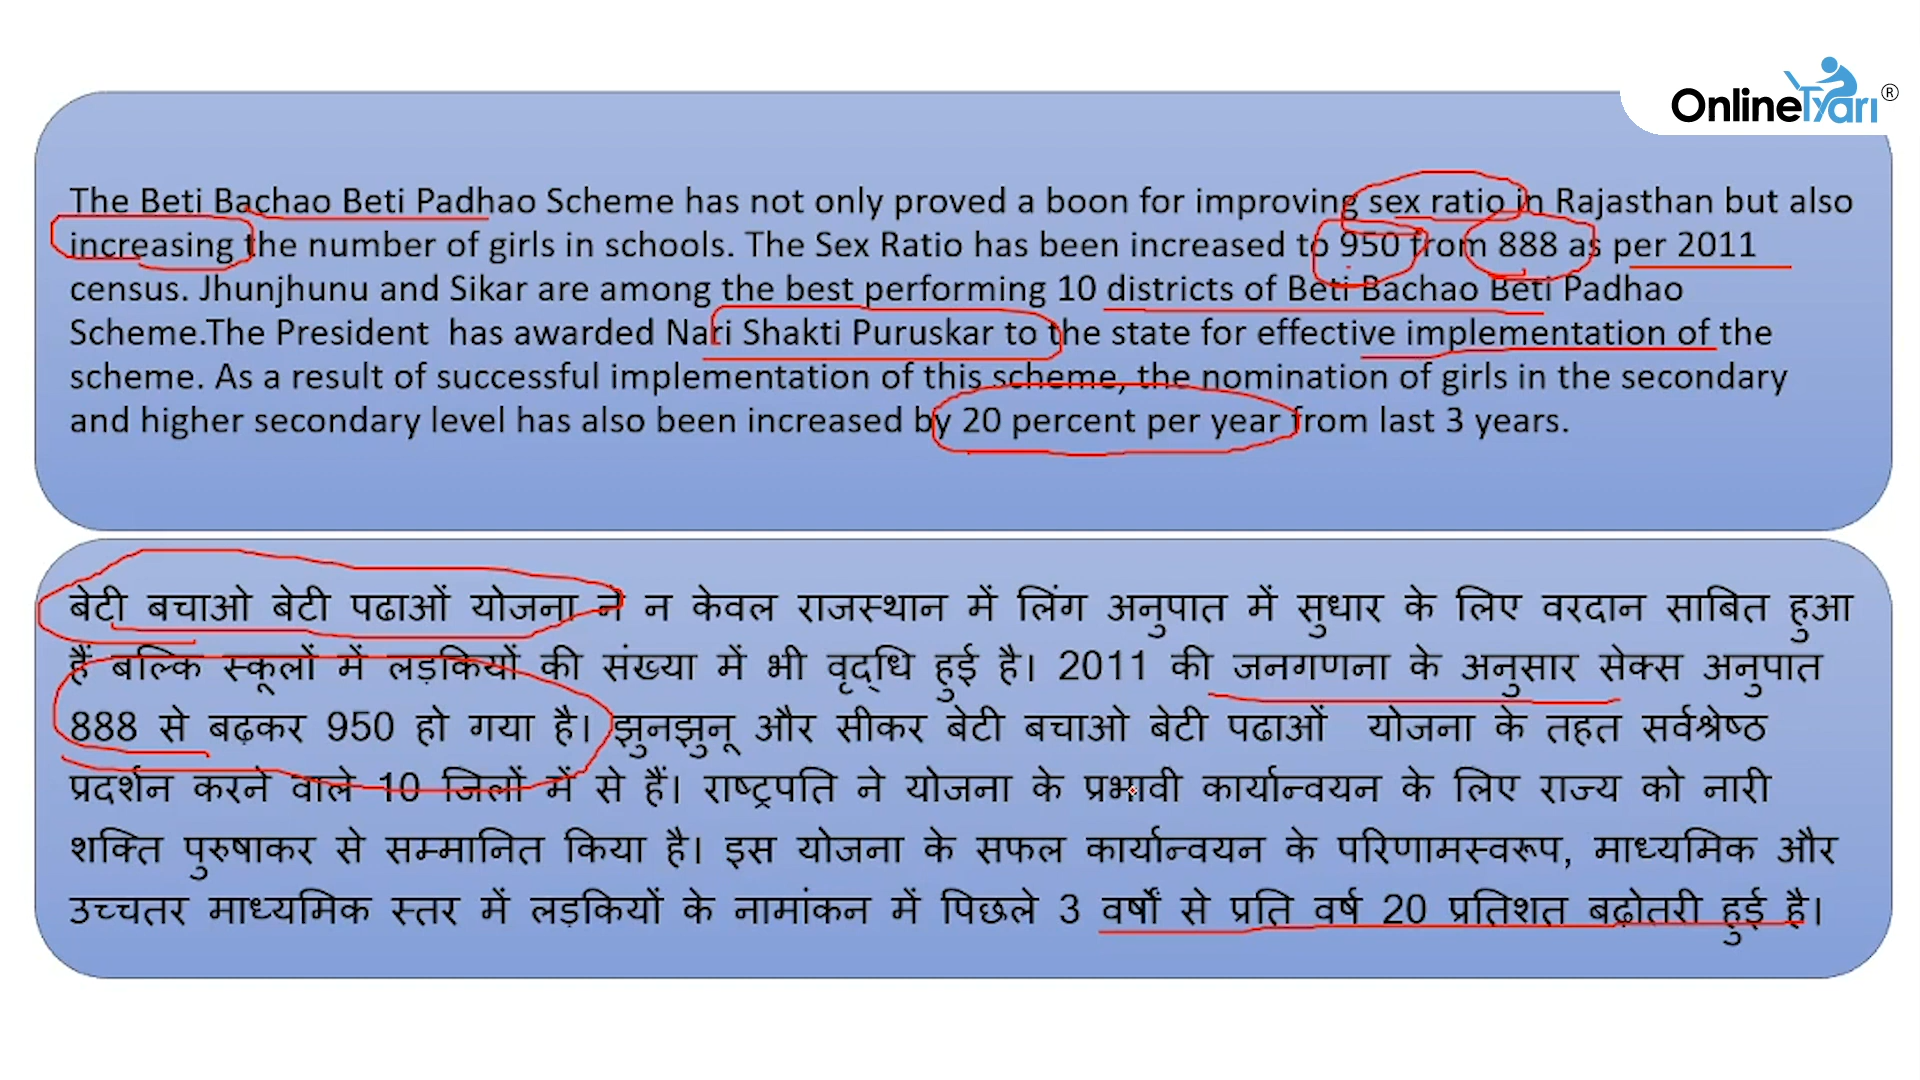 OnlineTyari®
The Beti Bachao Beti Padhao Scheme has not only proved a boon for improving sex ratio in Rajasthan but also
increasing the number of girls in schools. The Sex Ratio has been increased to 950 from 888 as per 2011
census. Jhunjhunu and Sikar are among the best performing 10 districts of Beti Bachao Beti Padhao
Scheme.The President  has awarded Nari Shakti Puruskar to the state for effective implementation of the
scheme. As a result of successful implementation of this scheme, the nomination of girls in the secondary
and higher secondary level has also been increased by 20 percent per year from last 3 years.
बेटी बचाओ बेटी पढाओं योजना ने न केवल राजस्थान में लिंग अनुपात में सुधार के लिए वरदान साबित हुआ
हैं बल्कि स्कूलों में लड़कियों की संख्या में भी वृद्धि हुई है। 2011 की जनगणना के अनुसार सेक्स अनुपात
888 से बढ़कर 950 हो गया है। झुनझुनू और सीकर बेटी बचाओ बेटी पढाओं  योजना के तहत सर्वश्रेष्ठ
प्रदर्शन करने वाले 10 जिलों में से हैं। राष्ट्रपति ने योजना के प्रभावी कार्यान्वयन के लिए राज्य को नारी
शक्ति पुरुषाकर से सम्मानित किया है। इस योजना के सफल कार्यान्वयन के परिणामस्वरूप, माध्यमिक और
उच्चतर माध्यमिक स्तर में लड़कियों के नामांकन में पिछले 3 वर्षों से प्रति वर्ष 20 प्रतिशत बढ़ोतरी हुई है।